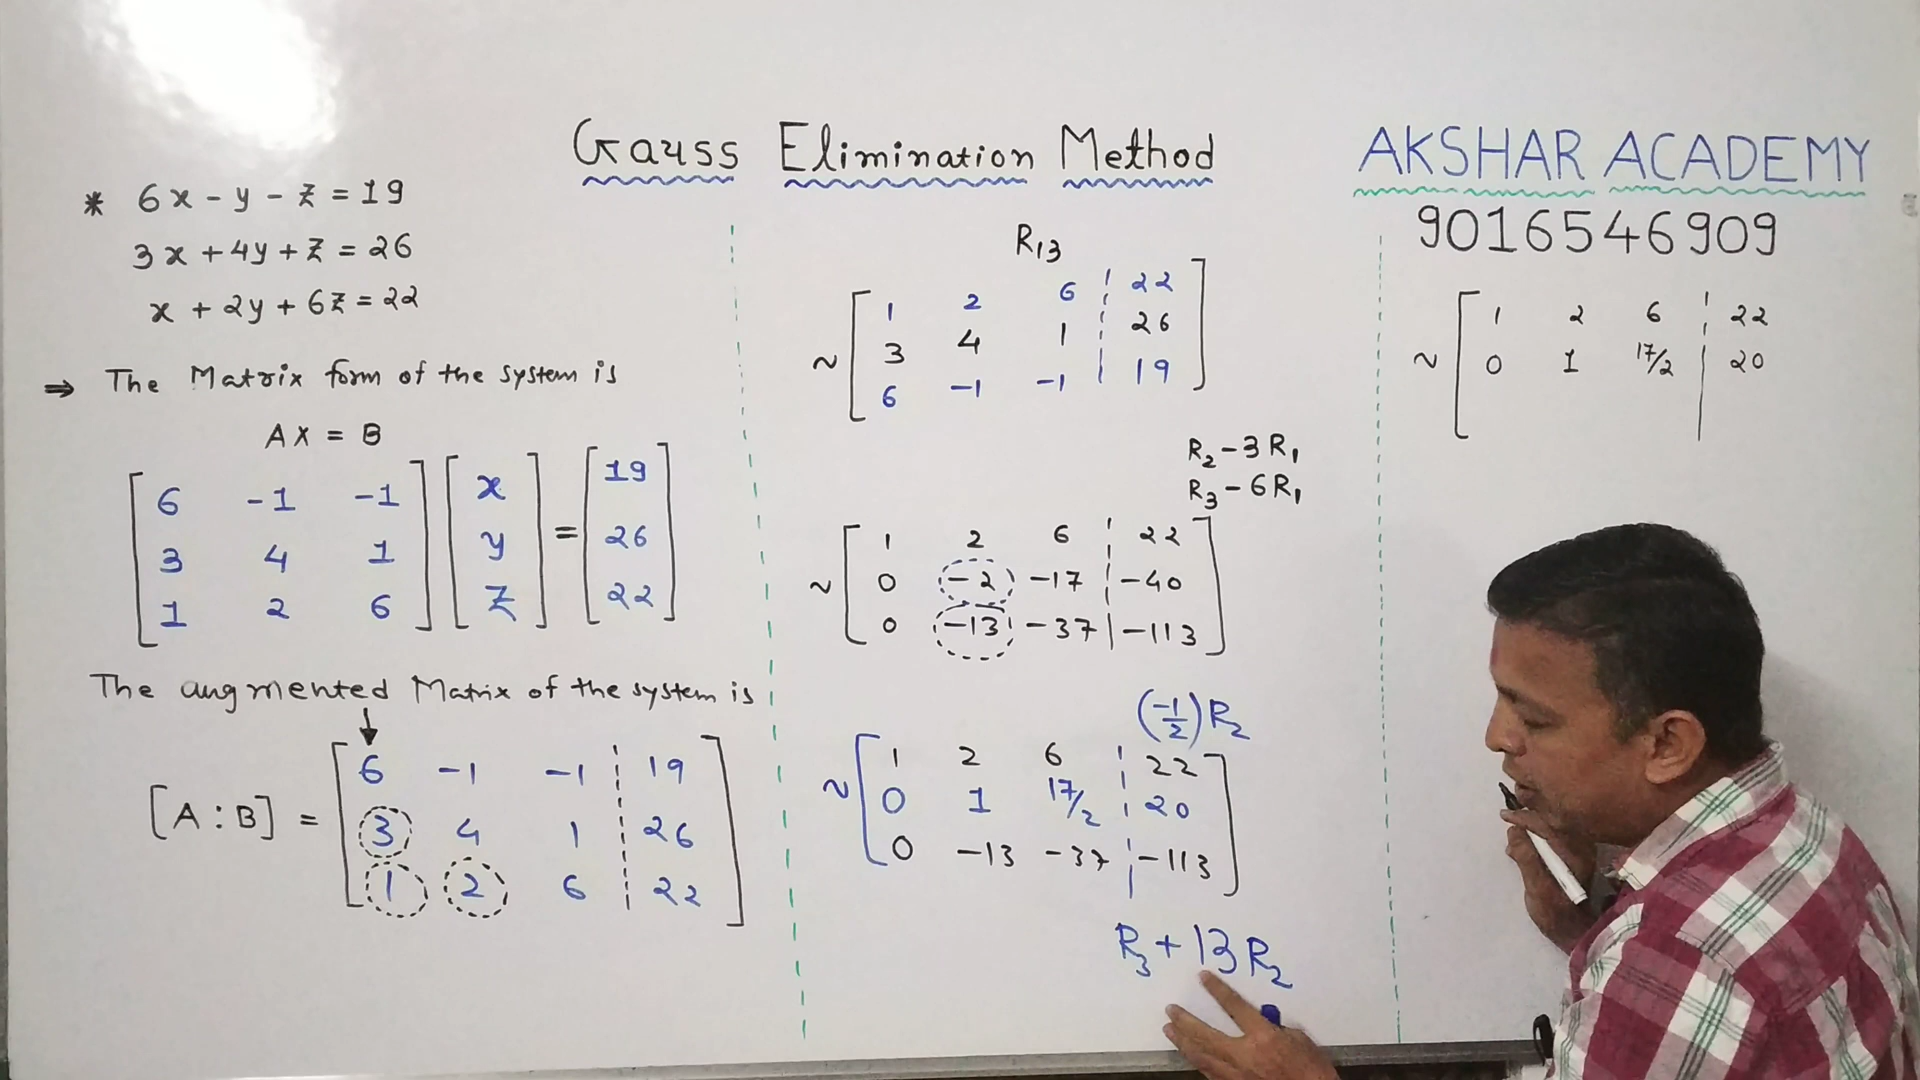 Gauss Elimination Method
AKSHAR ACADEMY
9016546909
* 6x - y - z = 19
3x + 4y + z = 26
x + 2y + 6z = 22
⇒ The Matrix form of the system is
AX = B
[ 6 -1 -1 ] [ x ] = [ 19 ]
[ 3 4 1 ] [ y ] [ 26 ]
[ 1 2 6 ] [ z ] [ 22 ]
The augmented Matrix of the system is
↓
[ 6 -1 -1 ¦ 19 ]
[A : B] = [ 3 4 1 ¦ 26 ]
[ 1 2 6 ¦ 22 ]
R13
[ 1 2 6 ¦ 22 ]
~ [ 3 4 1 ¦ 26 ]
[ 6 -1 -1 ¦ 19 ]
R2 - 3R1
R3 - 6R1
[ 1 2 6 ¦ 22 ]
~ [ 0 -2 -17 ¦ -40 ]
[ 0 -13 -37 ¦ -113 ]
(-1/2) R2
[ 1 2 6 ¦ 22 ]
~ [ 0 1 17/2 ¦ 20 ]
[ 0 -13 -37 ¦ -113 ]
R3 + 13R2
[ 1 2 6 ¦ 22
~ [ 0 1 17/2 | 20